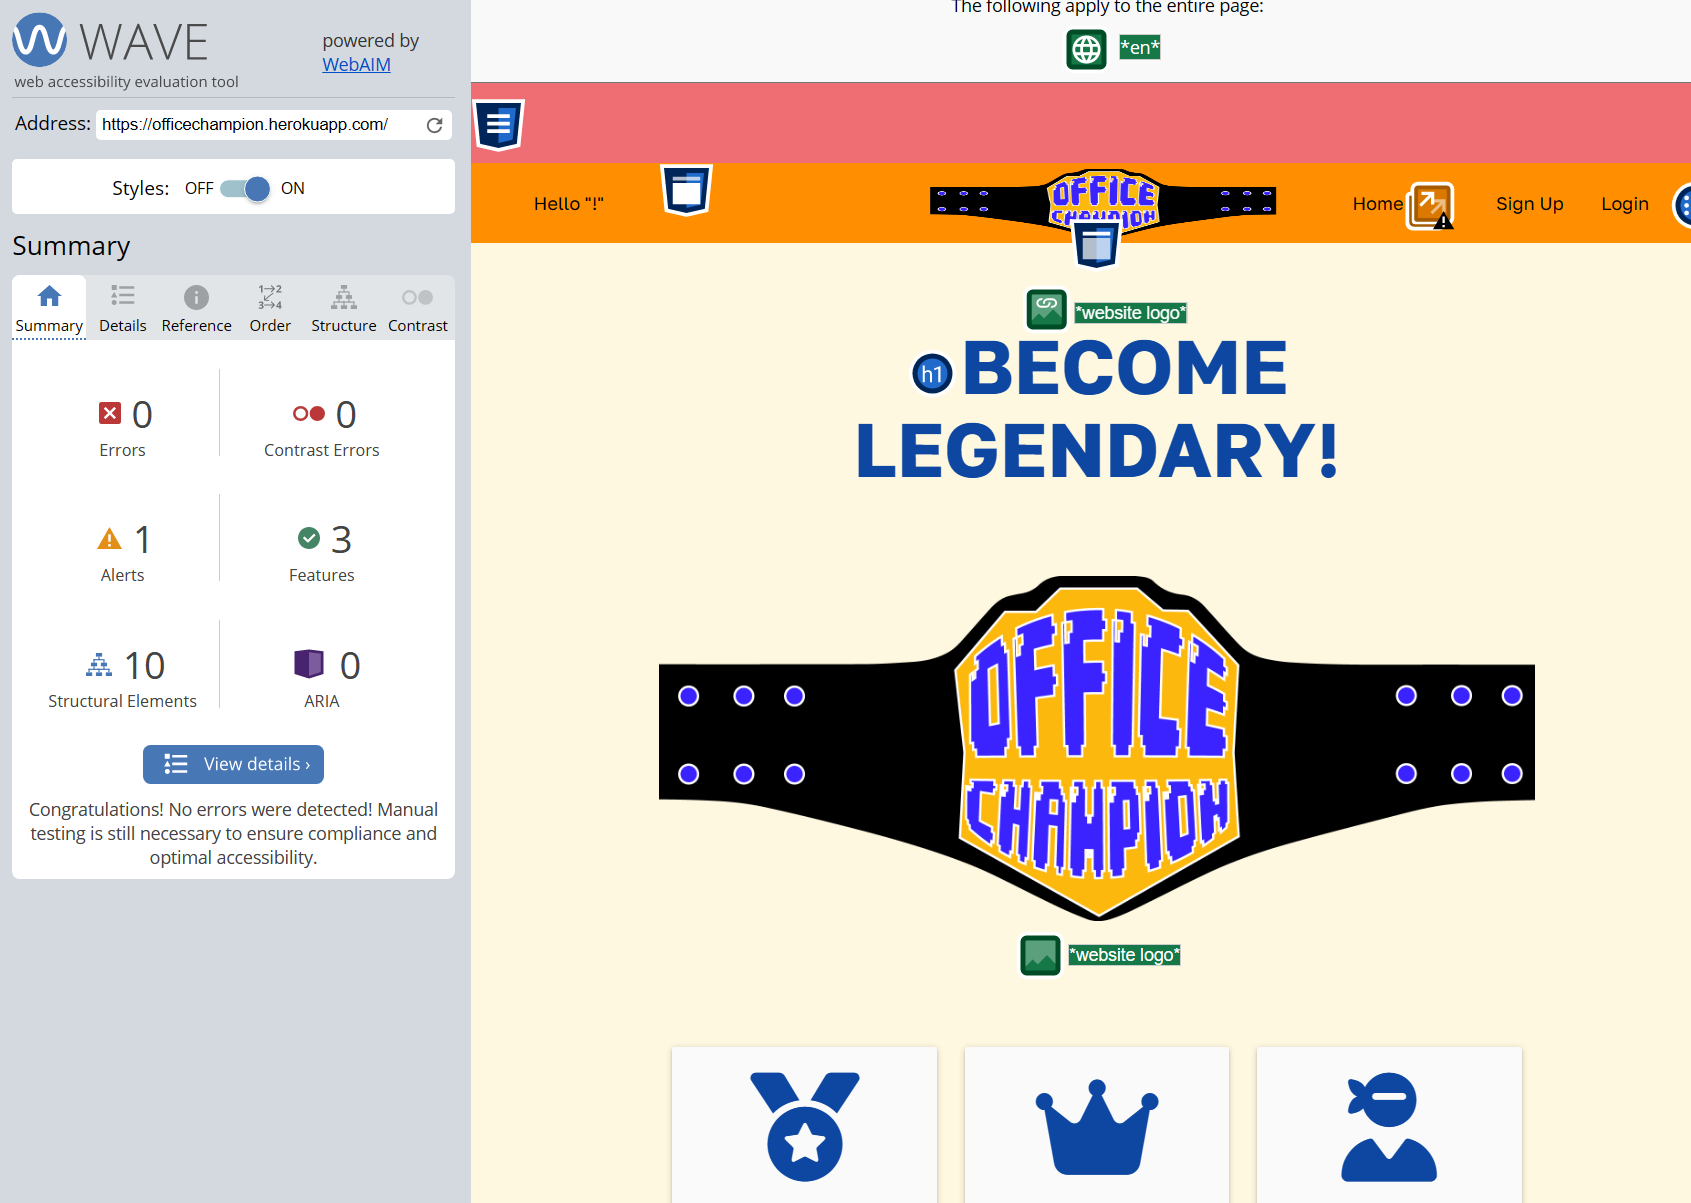 WAVE
powered by
WebAIM
web accessibility evaluation tool
Address: https://officechampion.herokuapp.com/
Styles: OFF ON
Summary
Summary Details Reference Order Structure Contrast
1→2
3→4
0 0
Errors Contrast Errors
1 3
Alerts Features
10 0
Structural Elements ARIA
View details ›
Congratulations! No errors were detected! Manual
testing is still necessary to ensure compliance and
optimal accessibility.
The following apply to the entire page:
*en*
Hello "!"
OFFICE
CHAMPION
Home Sign Up Login
*website logo*
h1 BECOME
LEGENDARY!
OFFICE
CHAMPION
*website logo*